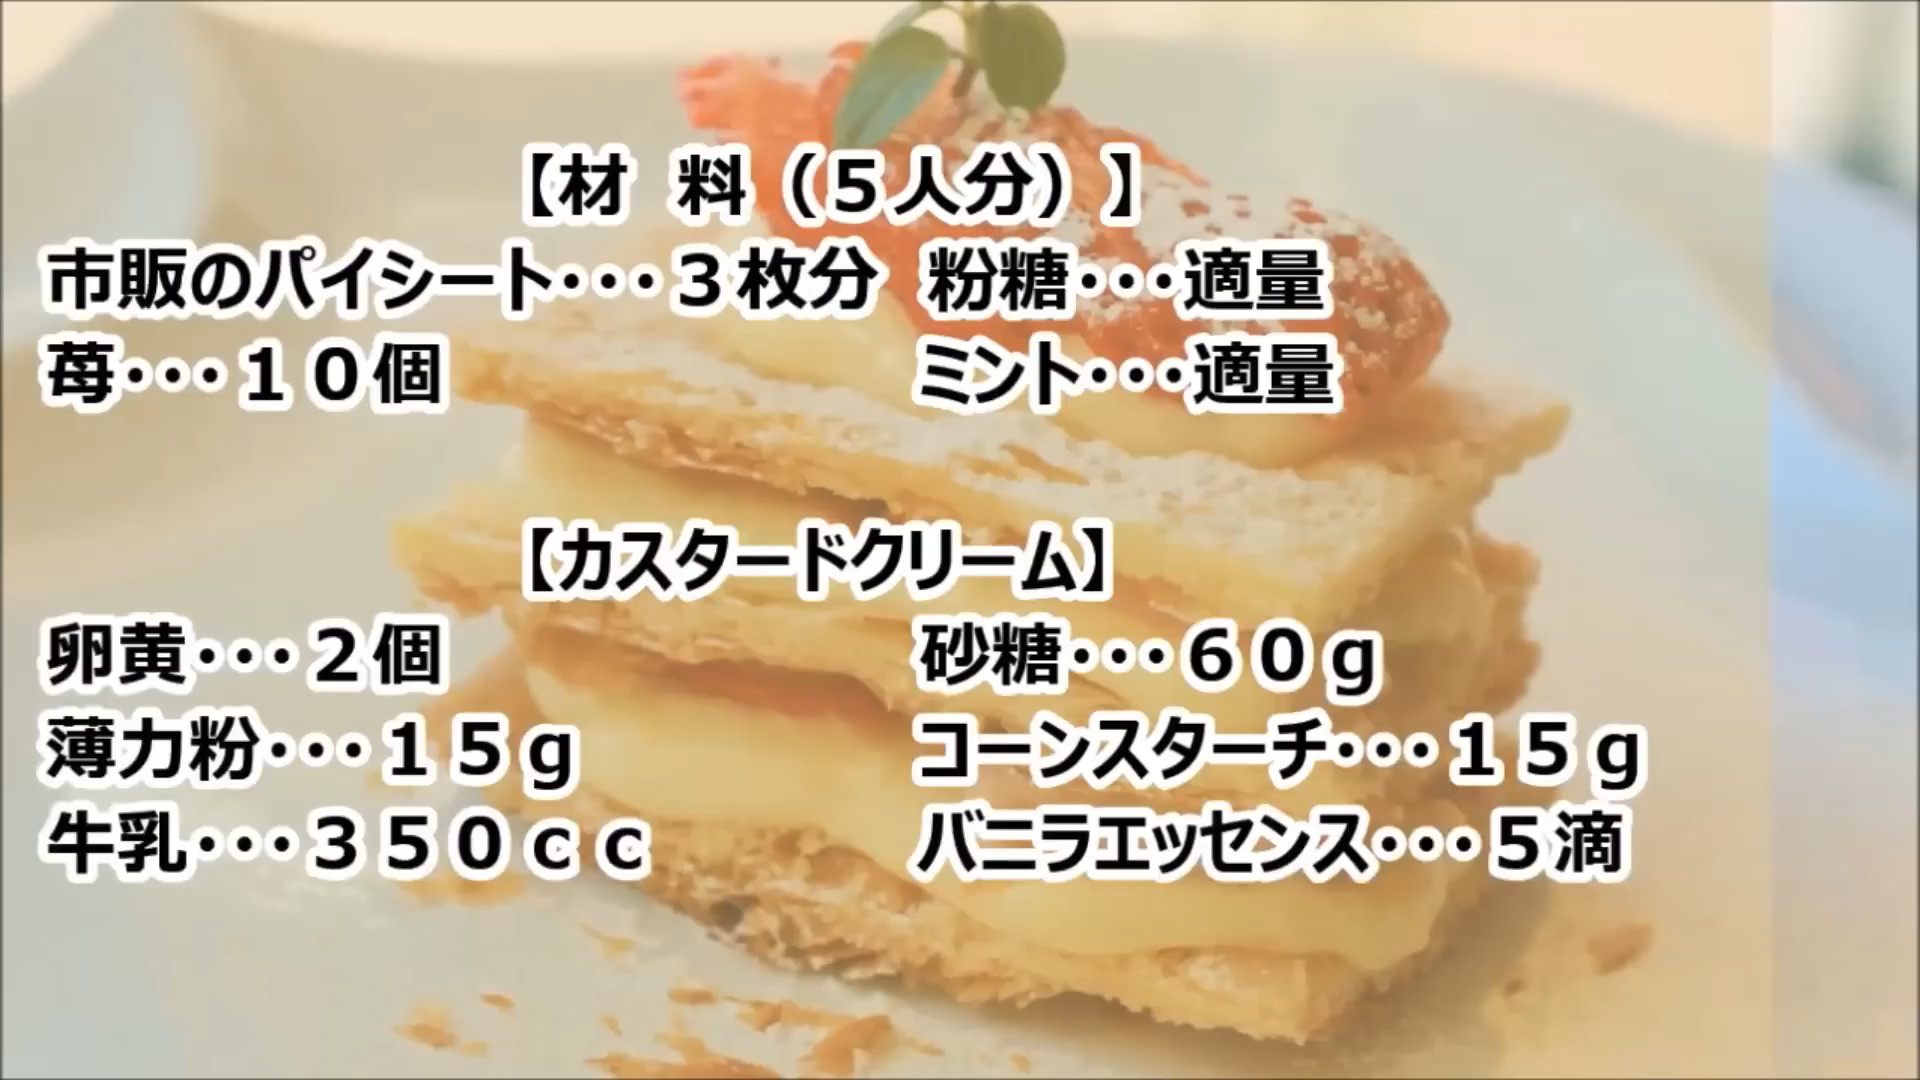 【材 料（５人分）】
市販のパイシート･･･３枚分 粉糖･･･適量
苺･･･１０個 ミント･･･適量
【カスタードクリーム】
卵黄･･･２個 砂糖･･･６０ｇ
薄力粉･･･１５ｇ コーンスターチ･･･１５ｇ
牛乳･･･３５０ｃｃ バニラエッセンス･･･５滴